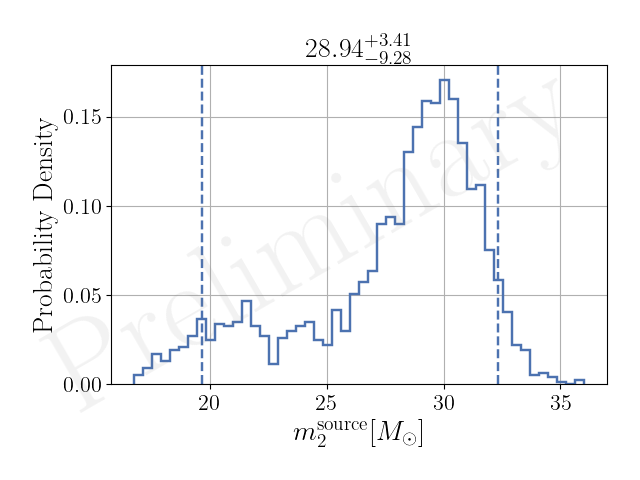 28.94^{+3.41}_{-9.28}
Probability Density
0.15
0.10
0.05
0.00
20 25 30 35
m_2^{source}[M_⊙]
Preliminary